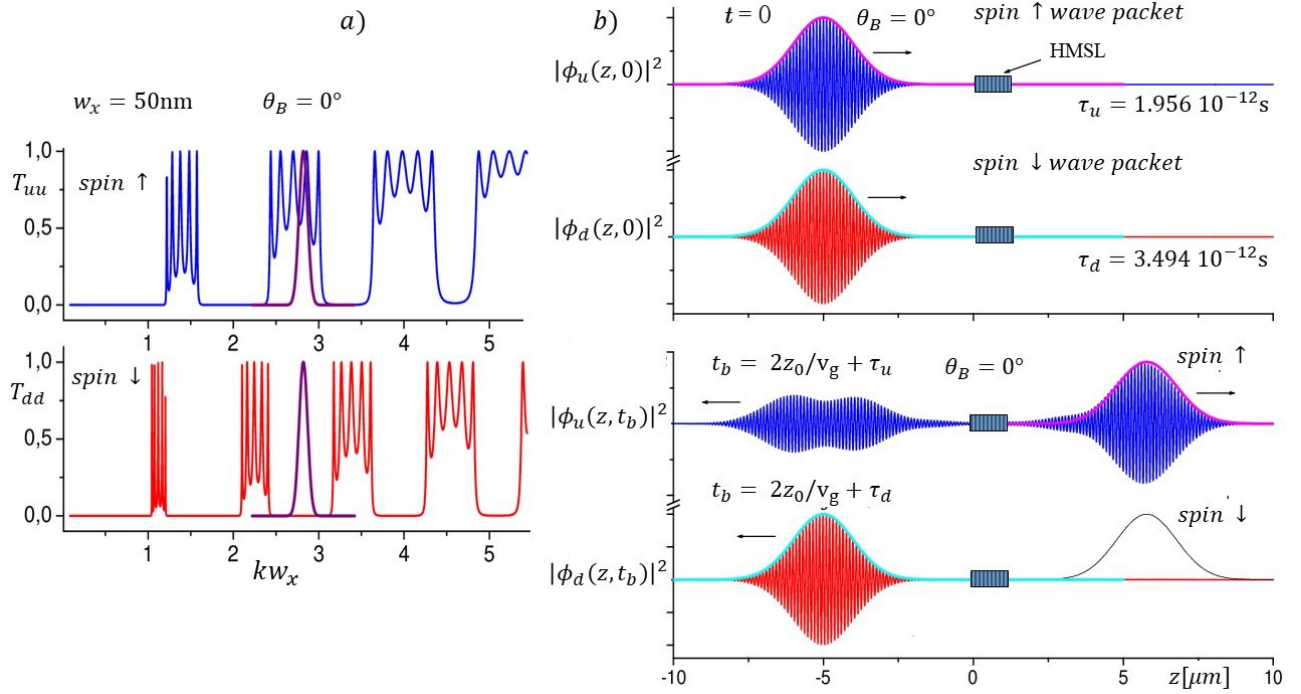 a)
w_x = 50nm θ_B = 0°
1,0
T_uu spin ↑
0.5
0,0
1 2 3 4 5
1,0
spin ↓
T_dd
0.5
0,0
1 2 3 4 5
kw_x
b) t = 0 θ_B = 0° spin ↑ wave packet
HMSL
|ϕ_u(z,0)|²
τ_u = 1.956 10⁻¹²s
spin ↓ wave packet
|ϕ_d(z,0)|²
τ_d = 3.494 10⁻¹²s
t_b = 2z₀/v_g + τ_u θ_B = 0° spin ↑
|ϕ_u(z,t_b)|²
t_b = 2z₀/v_g + τ_d
spin ↓
|ϕ_d(z,t_b)|²
-10 -5 0 5 z[μm] 10